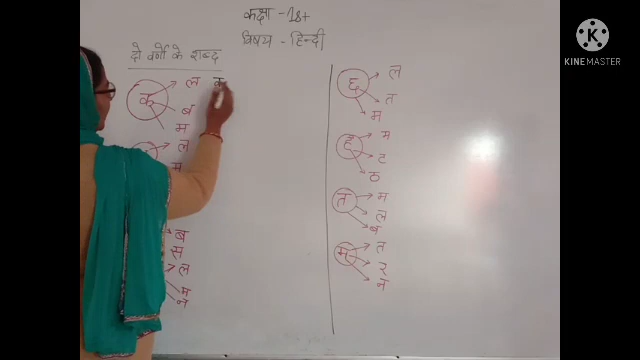 कक्षा - 1st
विषय - हिन्दी
दो वर्णों के शब्द
क ल क
ब
म
ल
म
ब
स
ल
म
न
ल
त
म
ह म
ट
ठ
त म
ल
ब
म त
र
न
KINEMASTER